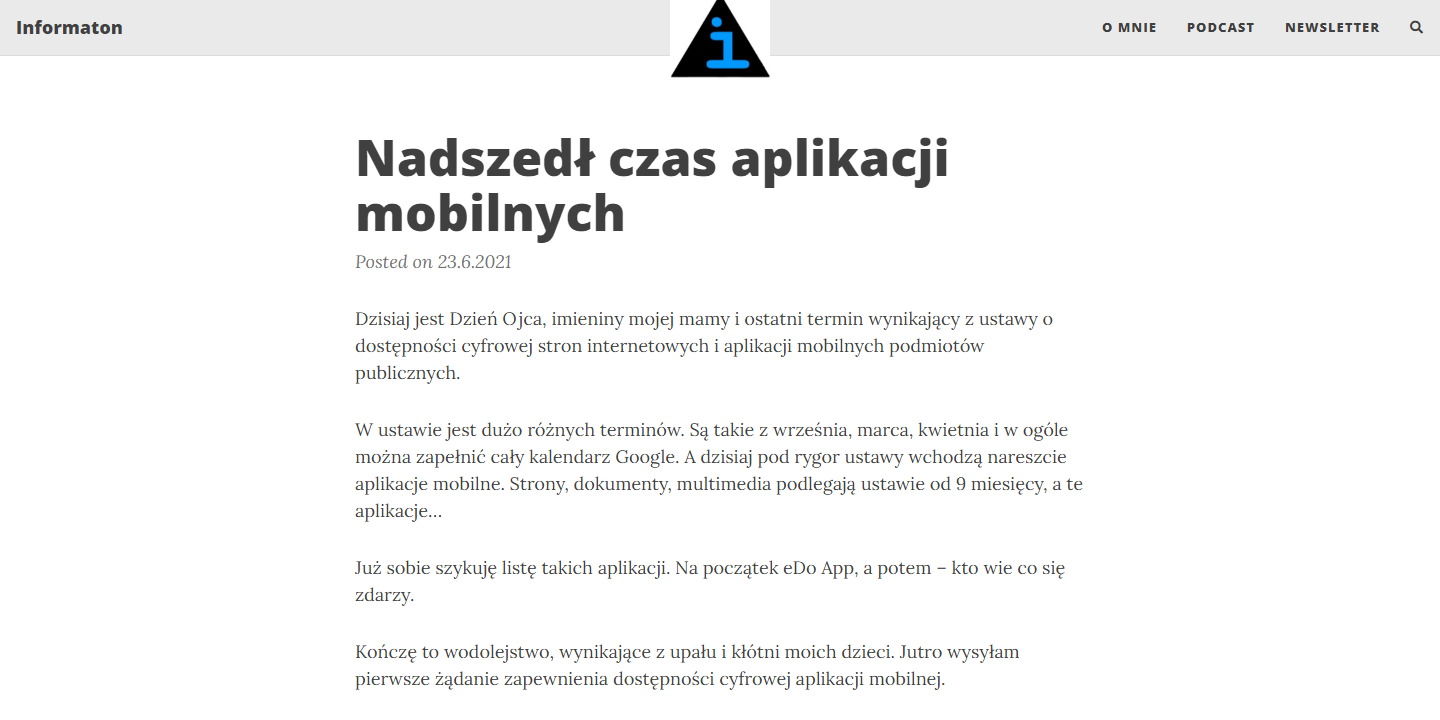 Informaton
i
O MNIE
PODCAST
NEWSLETTER
Nadszedł czas aplikacji
mobilnych
Posted on 23.6.2021
Dzisiaj jest Dzień Ojca, imieniny mojej mamy i ostatni termin wynikający z ustawy o
dostępności cyfrowej stron internetowych i aplikacji mobilnych podmiotów
publicznych.
W ustawie jest dużo różnych terminów. Są takie z września, marca, kwietnia i w ogóle
można zapełnić cały kalendarz Google. A dzisiaj pod rygor ustawy wchodzą nareszcie
aplikacje mobilne. Strony, dokumenty, multimedia podlegają ustawie od 9 miesięcy, a te
aplikacje…
Już sobie szykuję listę takich aplikacji. Na początek eDo App, a potem – kto wie co się
zdarzy.
Kończę to wodolejstwo, wynikające z upału i kłótni moich dzieci. Jutro wysyłam
pierwsze żądanie zapewnienia dostępności cyfrowej aplikacji mobilnej.